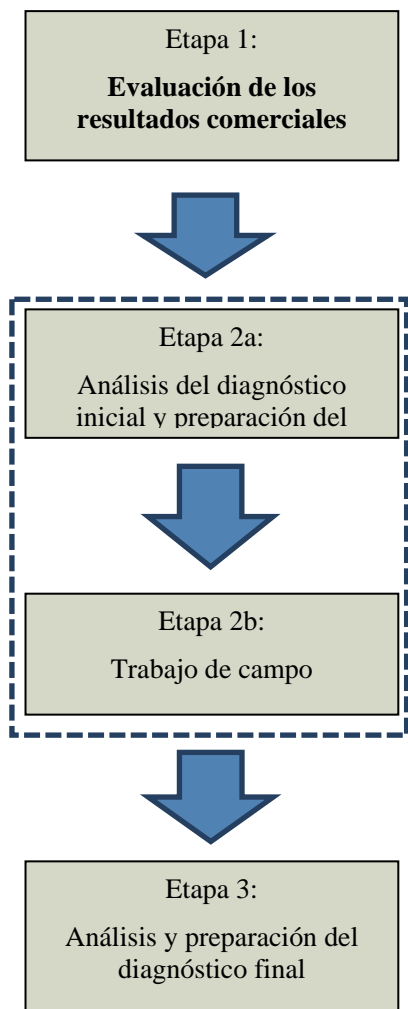 Etapa 1:
Evaluación de los
resultados comerciales
Etapa 2a:
Análisis del diagnóstico
inicial y preparación del
Etapa 2b:
Trabajo de campo
Etapa 3:
Análisis y preparación del
diagnóstico final